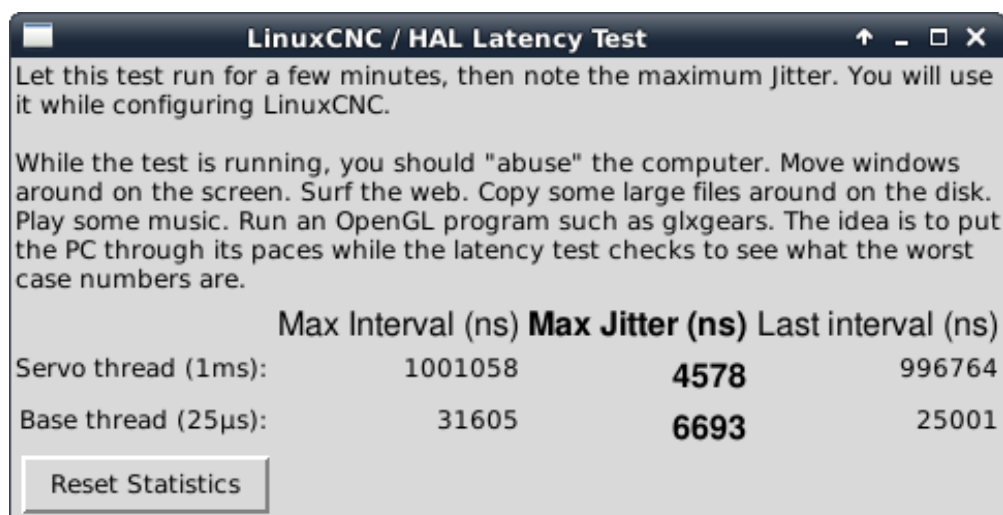 LinuxCNC / HAL Latency Test
Let this test run for a few minutes, then note the maximum Jitter. You will use
it while configuring LinuxCNC.
While the test is running, you should "abuse" the computer. Move windows
around on the screen. Surf the web. Copy some large files around on the disk.
Play some music. Run an OpenGL program such as glxgears. The idea is to put
the PC through its paces while the latency test checks to see what the worst
case numbers are.
Max Interval (ns) Max Jitter (ns) Last interval (ns)
Servo thread (1ms): 1001058 4578 996764
Base thread (25µs): 31605 6693 25001
Reset Statistics